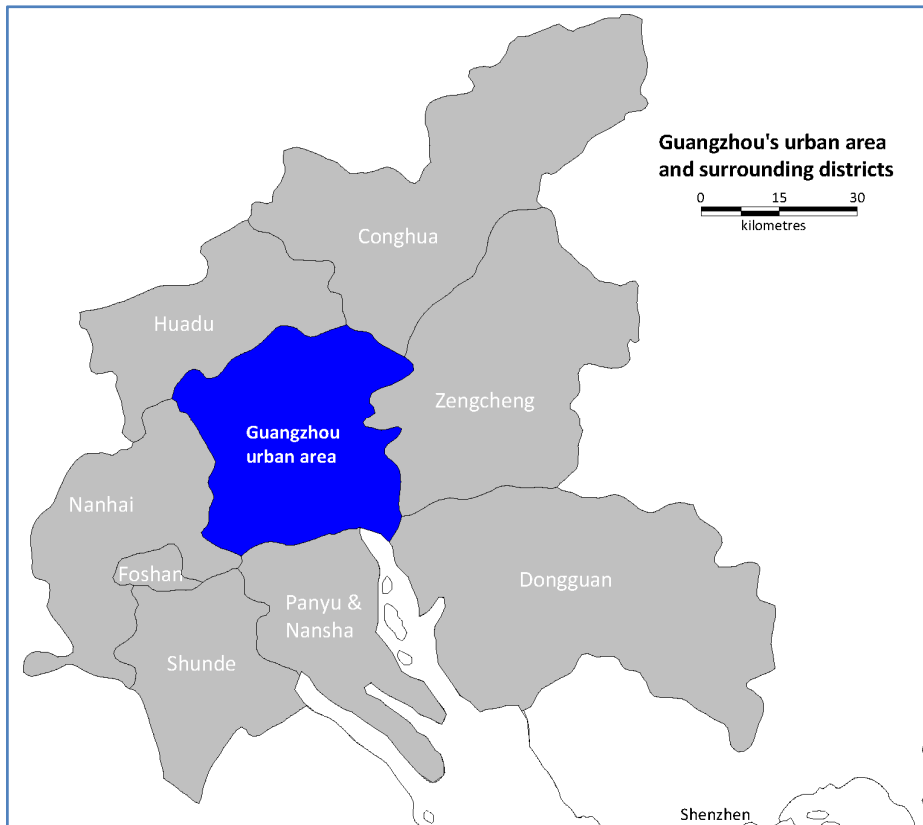 Guangzhou's urban area
and surrounding districts
0 15 30
kilometres
Conghua
Huadu
Zengcheng
Guangzhou
urban area
Nanhai
Foshan
Dongguan
Panyu &
Nansha
Shunde
Shenzhen